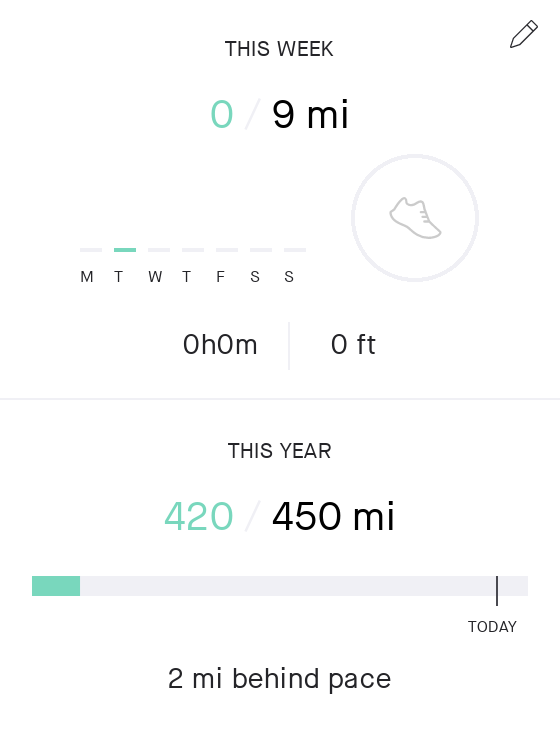 THIS WEEK
0 / 9 mi
M T W T F S S
0h0m 0 ft
THIS YEAR
420 / 450 mi
TODAY
2 mi behind pace